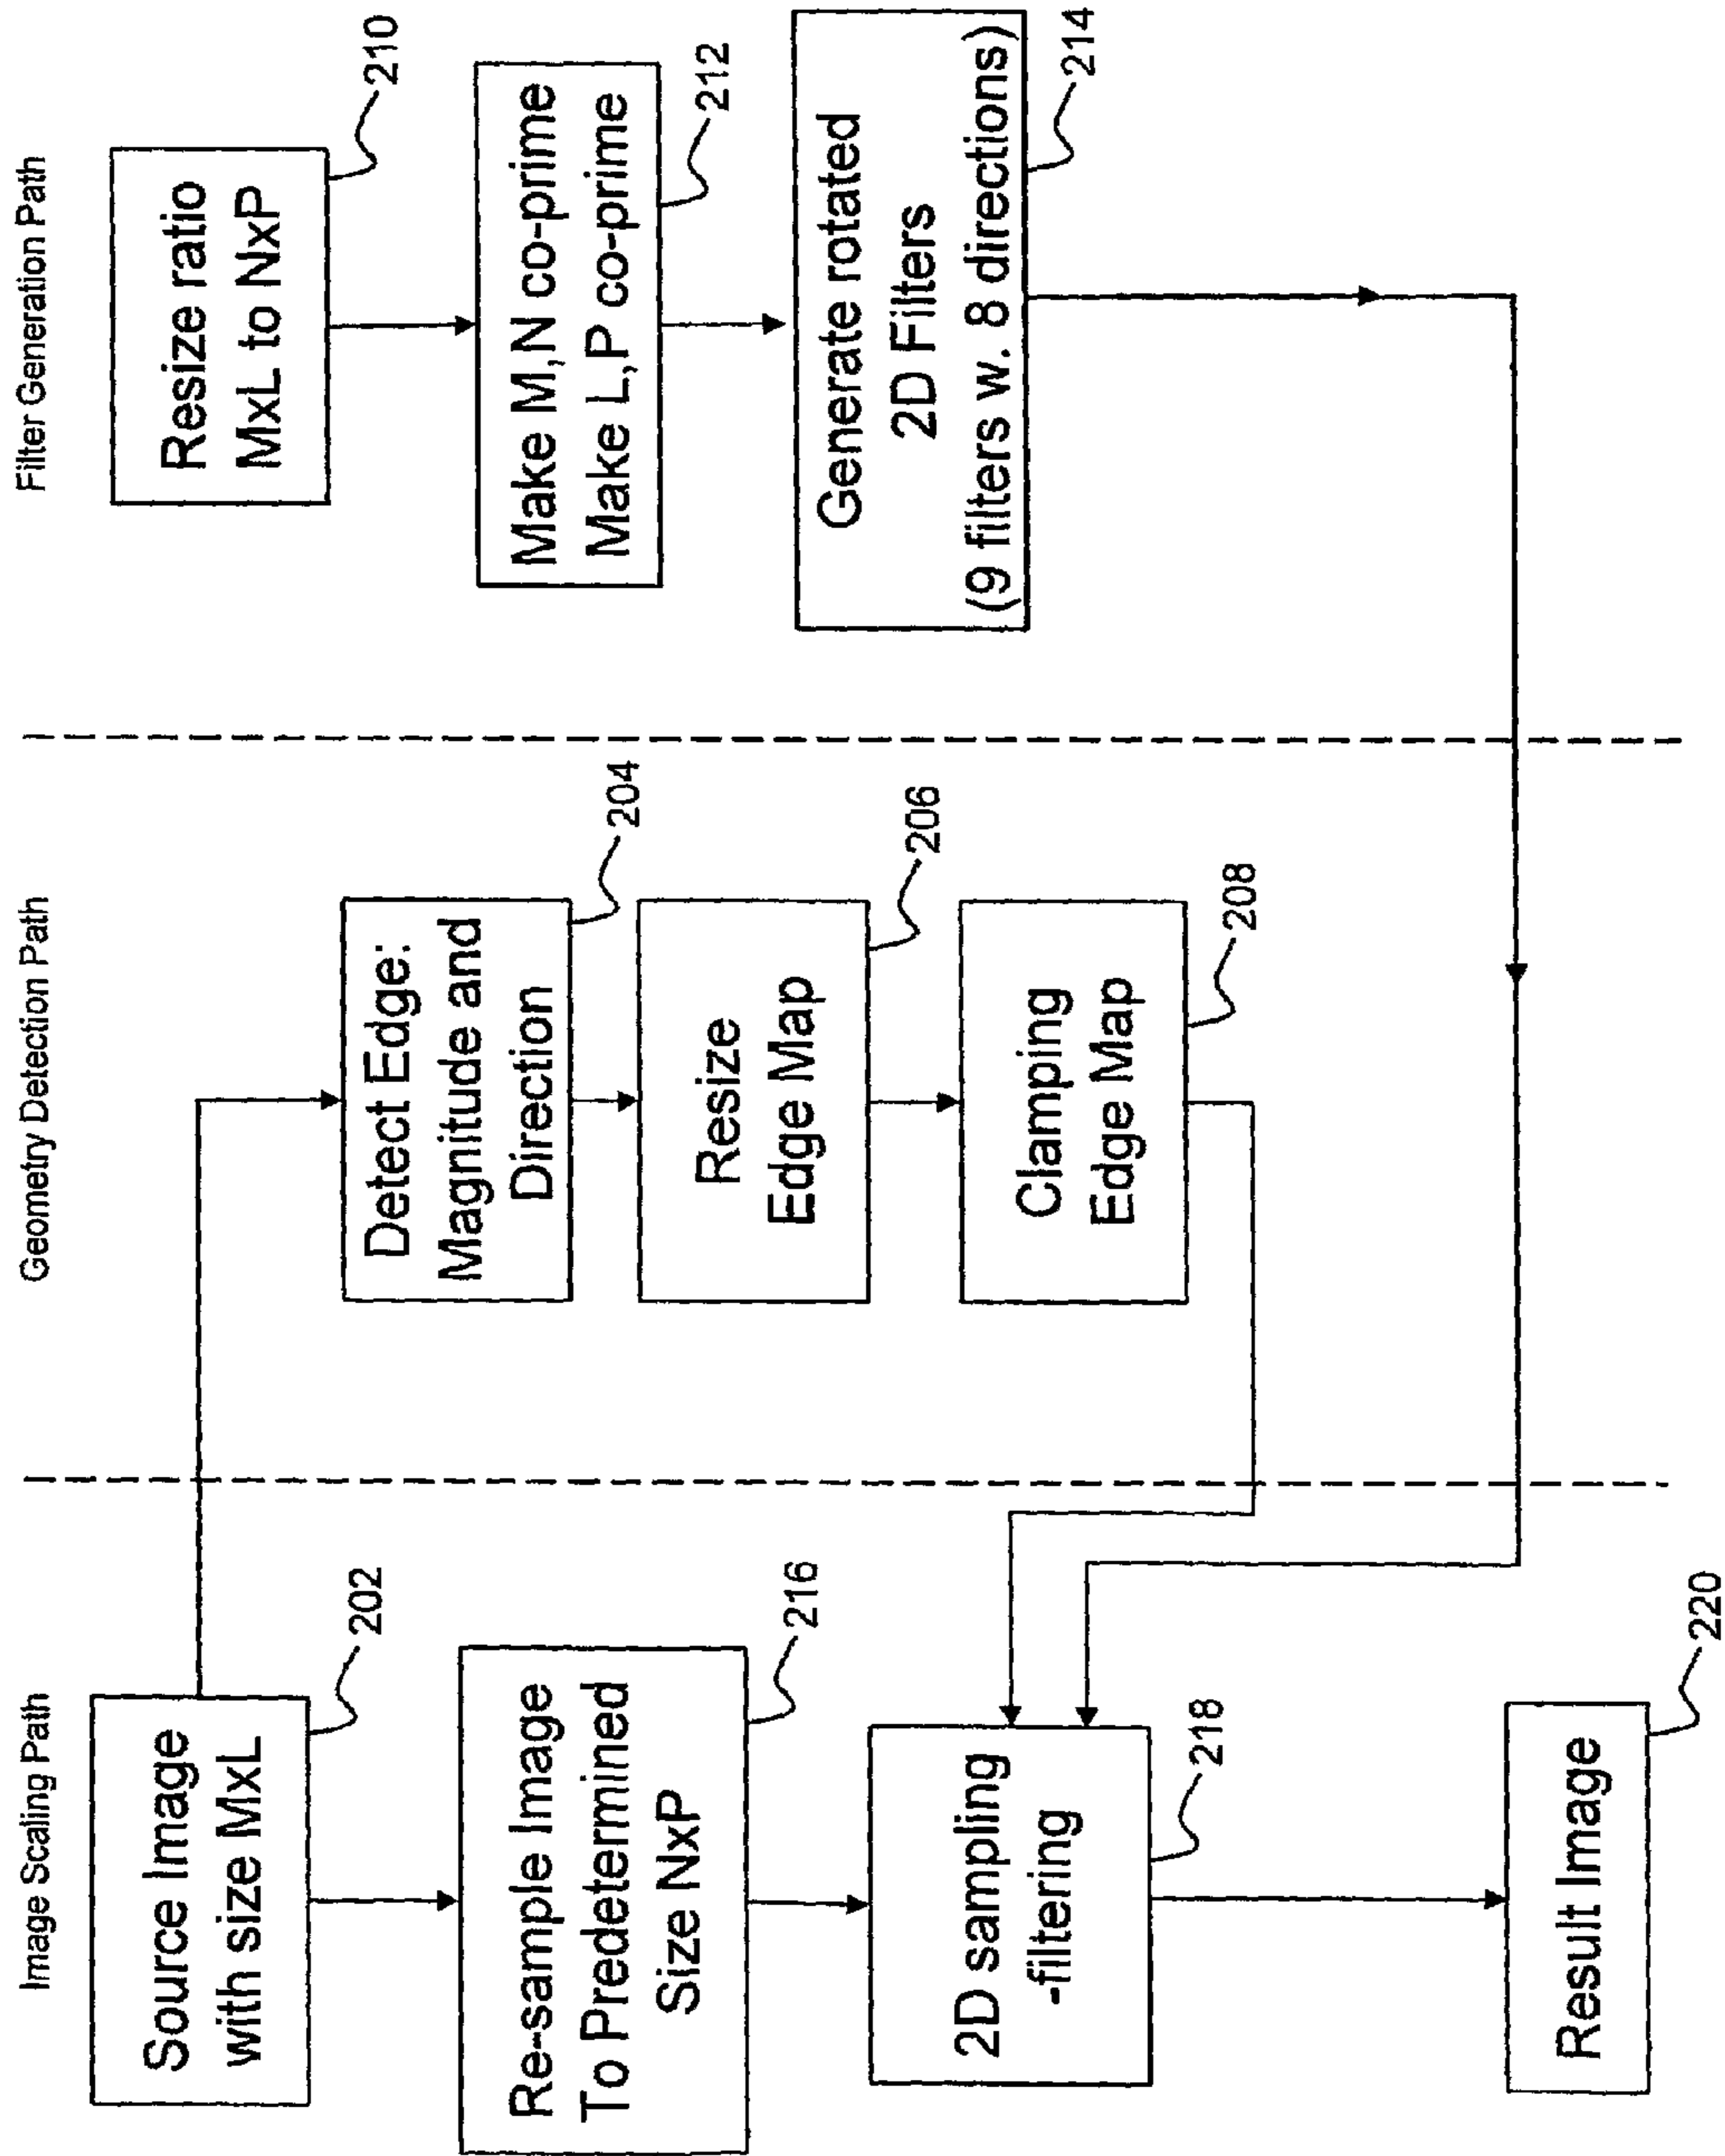 Image Scaling Path
Source Image
with size MxL
202
Re-sample Image
To Predetermined
Size NxP
216
2D sampling
-filtering
218
Result Image
220
Geometry Detection Path
Detect Edge:
Magnitude and
Direction
204
Resize
Edge Map
206
Clamping
Edge Map
208
Filter Generation Path
Resize ratio
MxL to NxP
210
Make M,N co-prime
Make L,P co-prime
212
Generate rotated
2D Filters
(9 filters w. 8 directions)
214